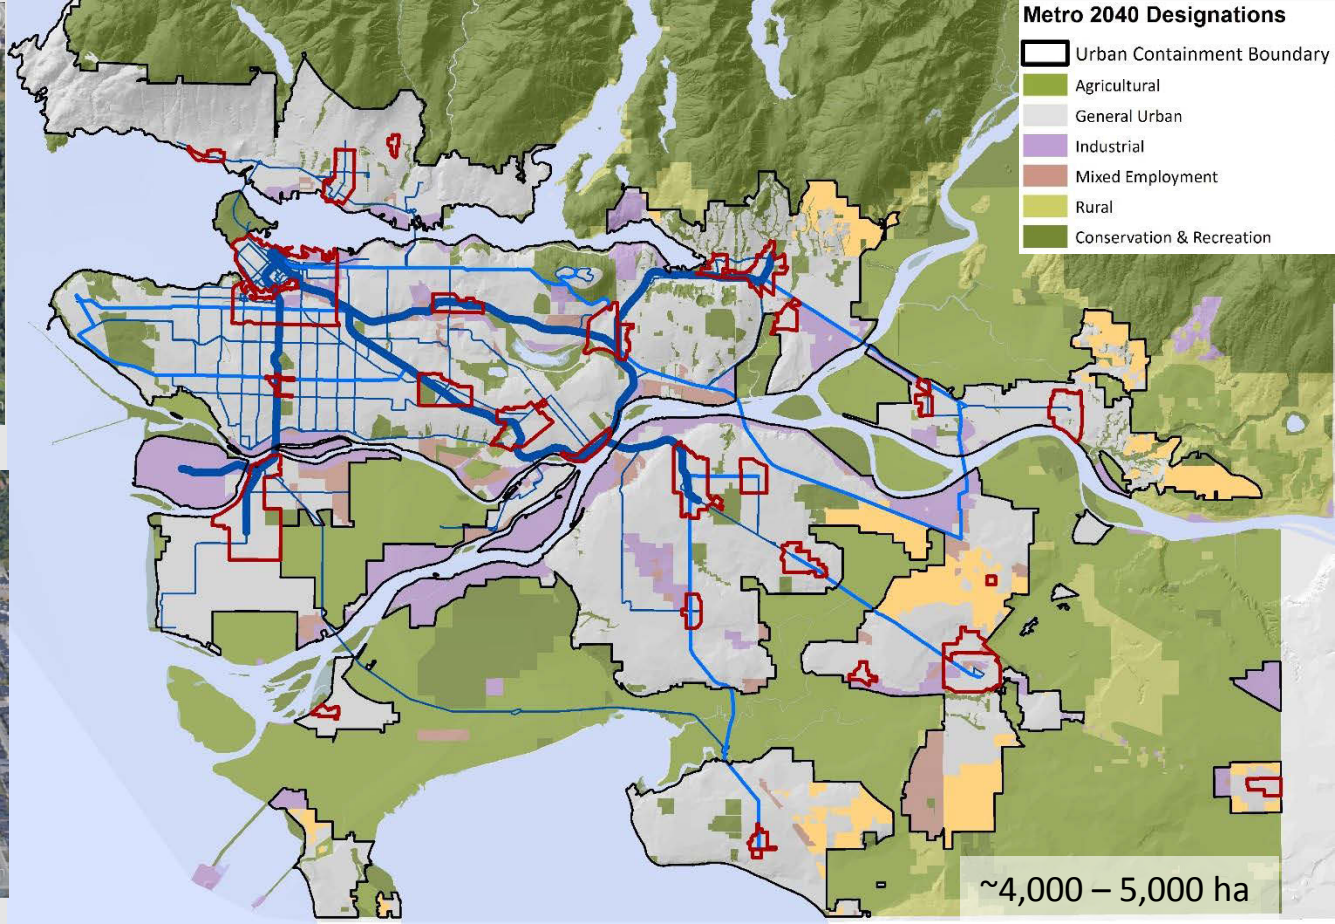 Metro 2040 Designations
Urban Containment Boundary
Agricultural
General Urban
Industrial
Mixed Employment
Rural
Conservation & Recreation
~4,000 – 5,000 ha